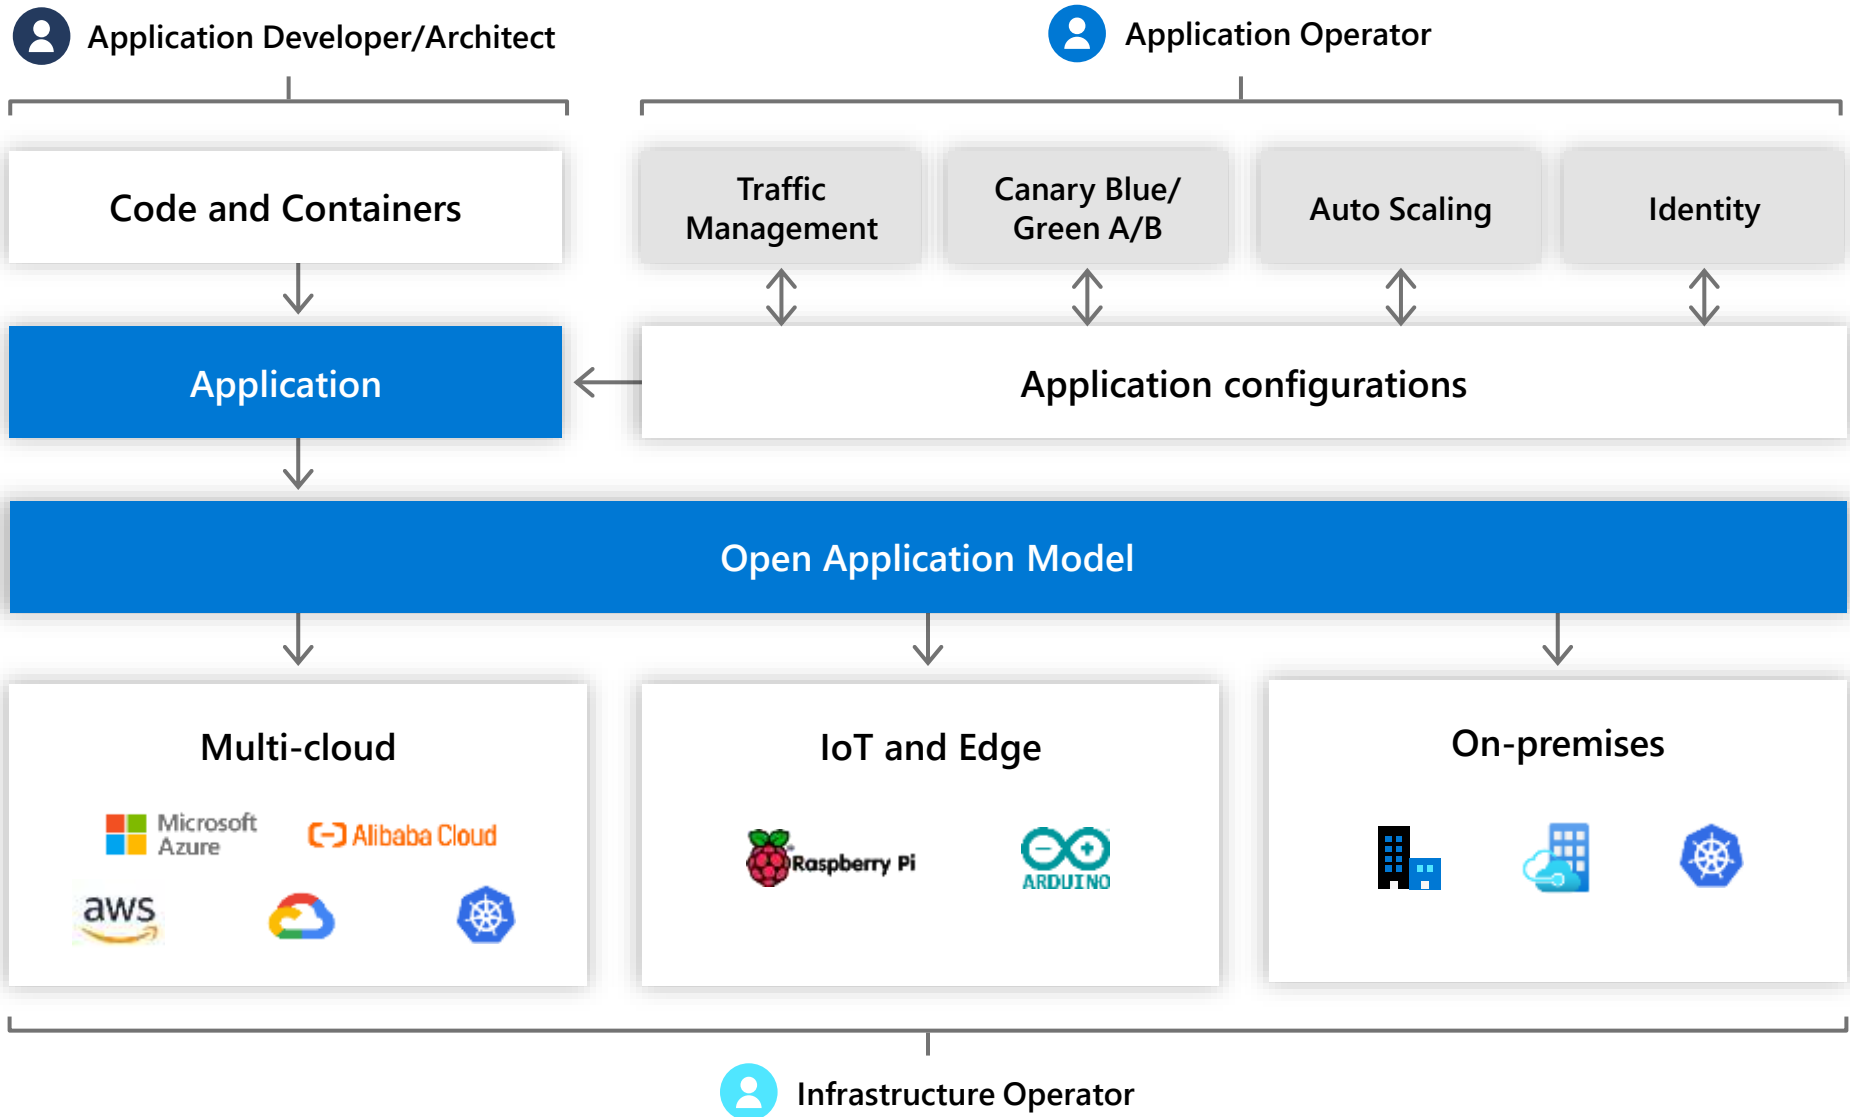 Application Developer/Architect
Application Operator
Code and Containers
Traffic
Management
Canary Blue/
Green A/B
Auto Scaling
Identity
Application
Application configurations
Open Application Model
Multi-cloud
Microsoft
Azure
Alibaba Cloud
aws
IoT and Edge
Raspberry Pi
ARDUINO
On-premises
Infrastructure Operator